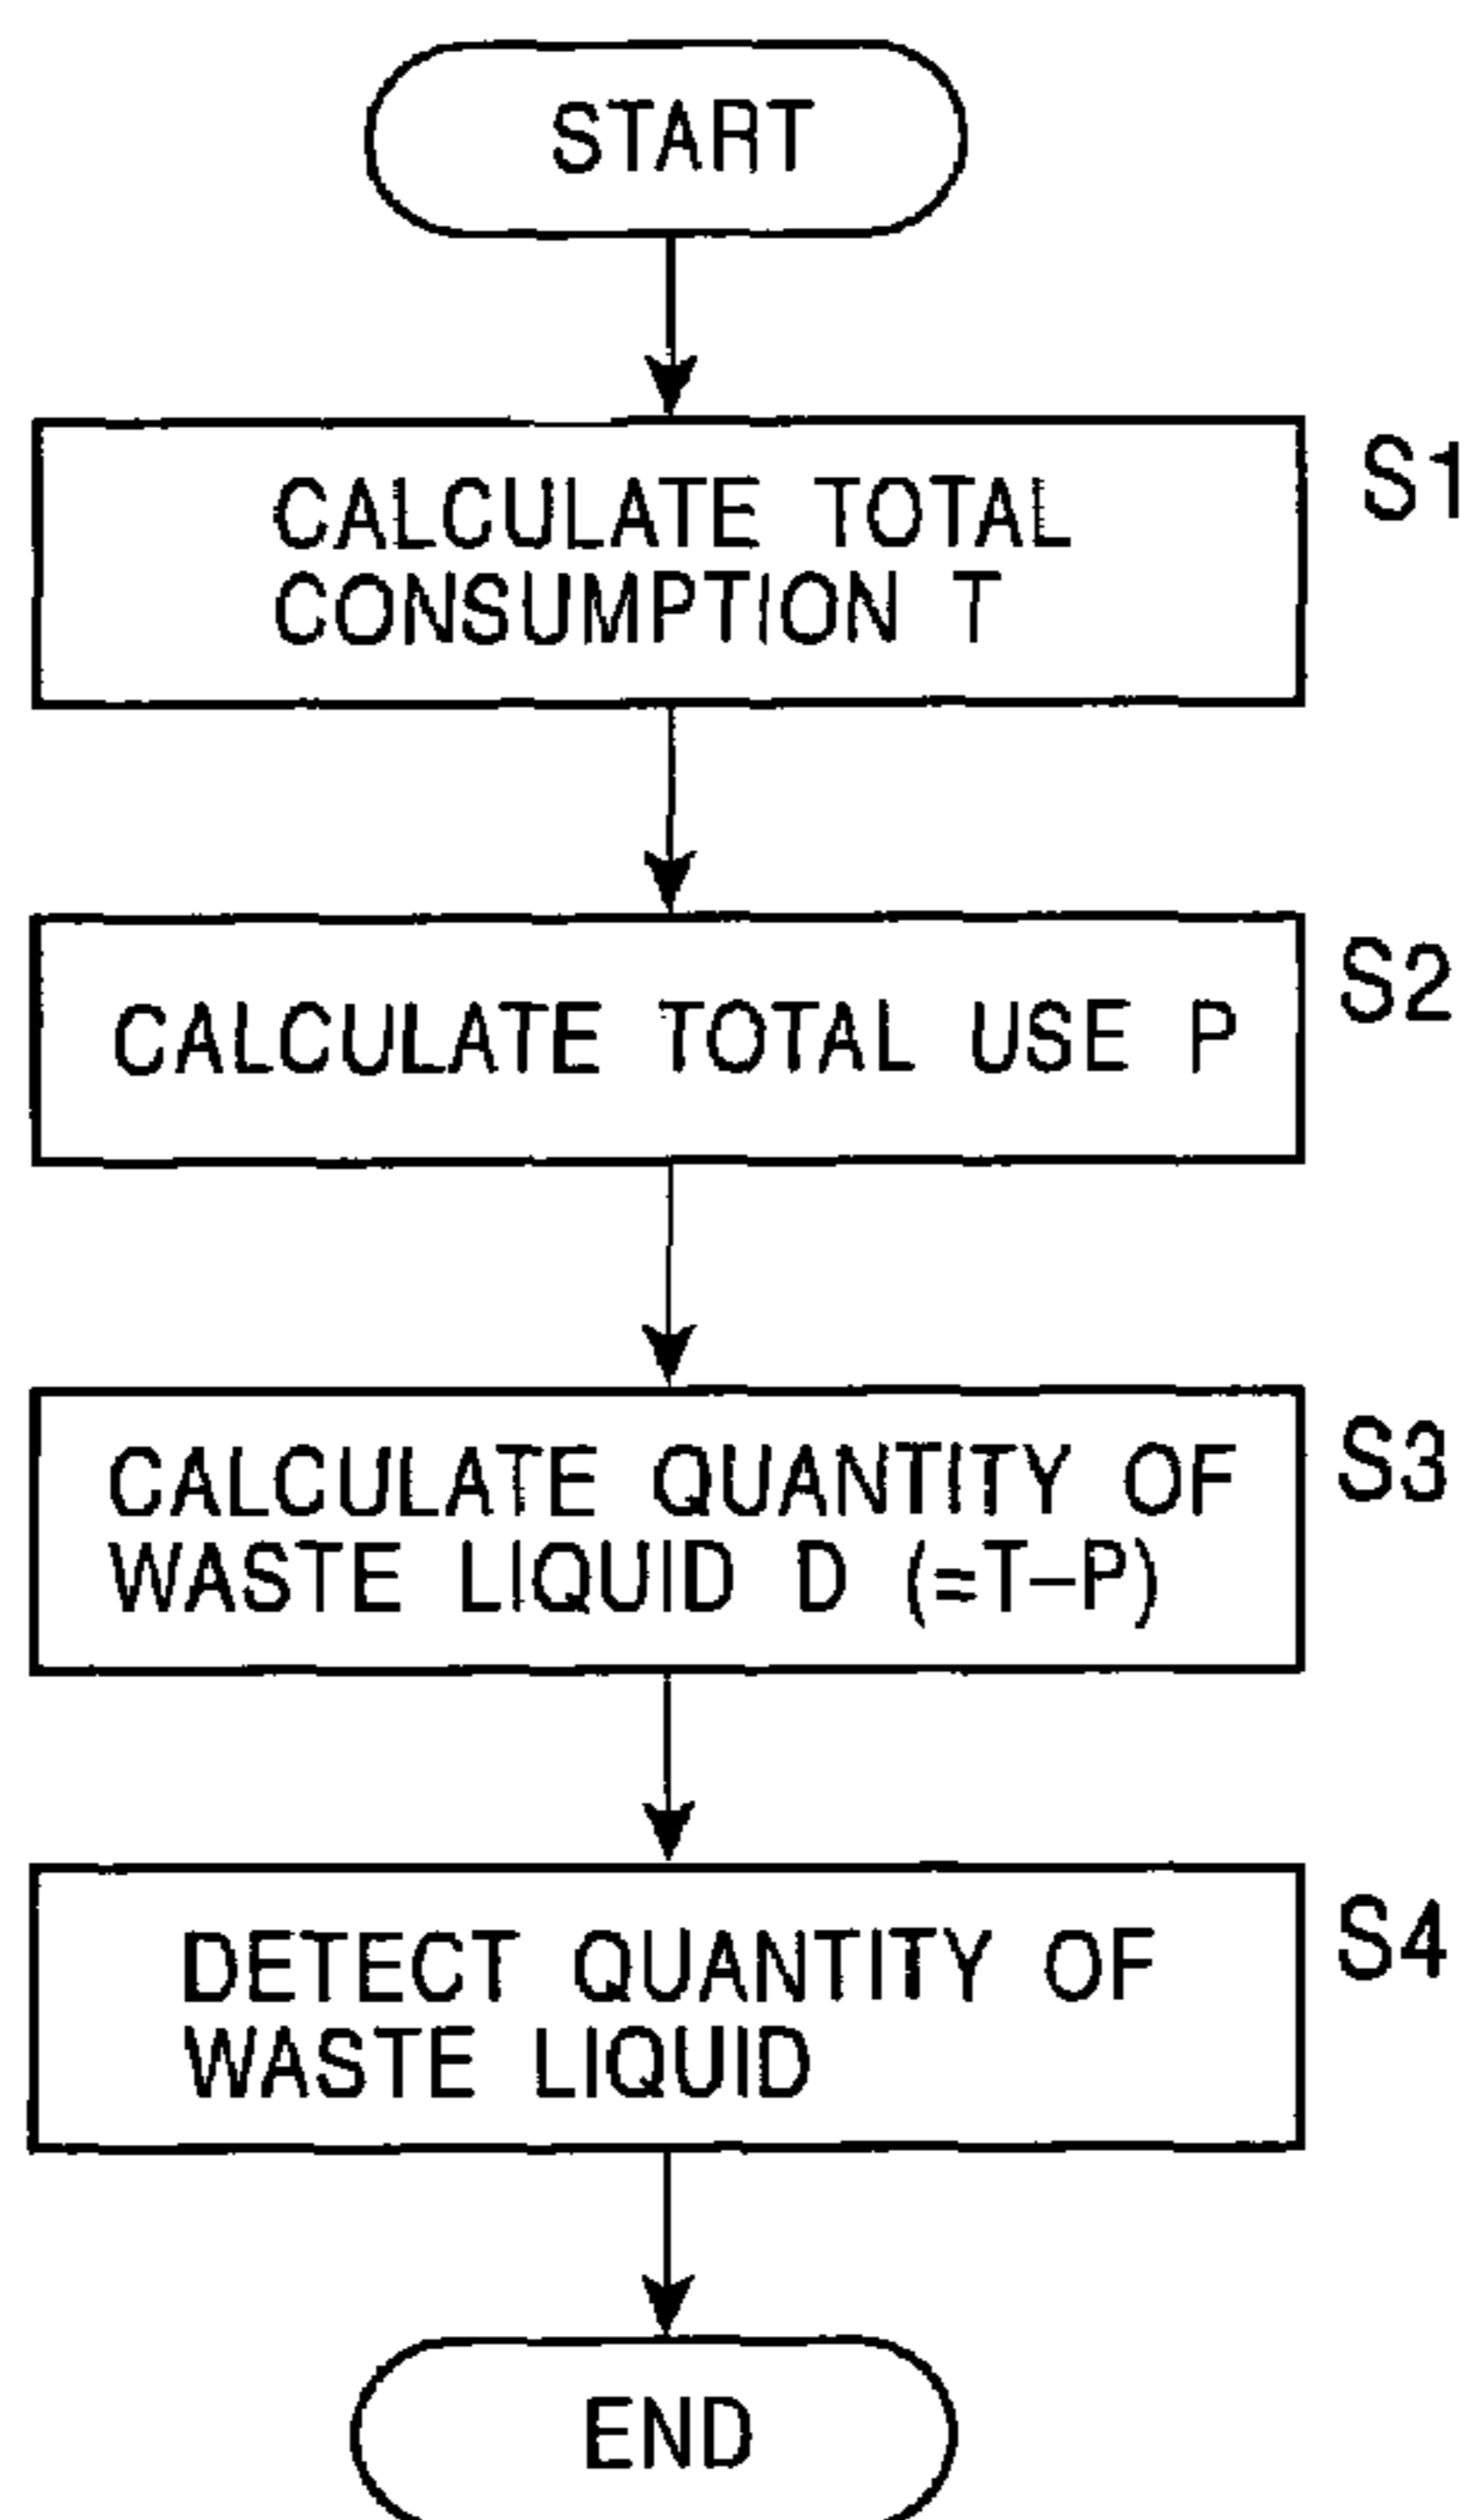 START
CALCULATE TOTAL
CONSUMPTION T
S1
CALCULATE TOTAL USE P
S2
CALCULATE QUANTITY OF
WASTE LIQUID D (=T–P)
S3
DETECT QUANTITY OF
WASTE LIQUID
S4
END